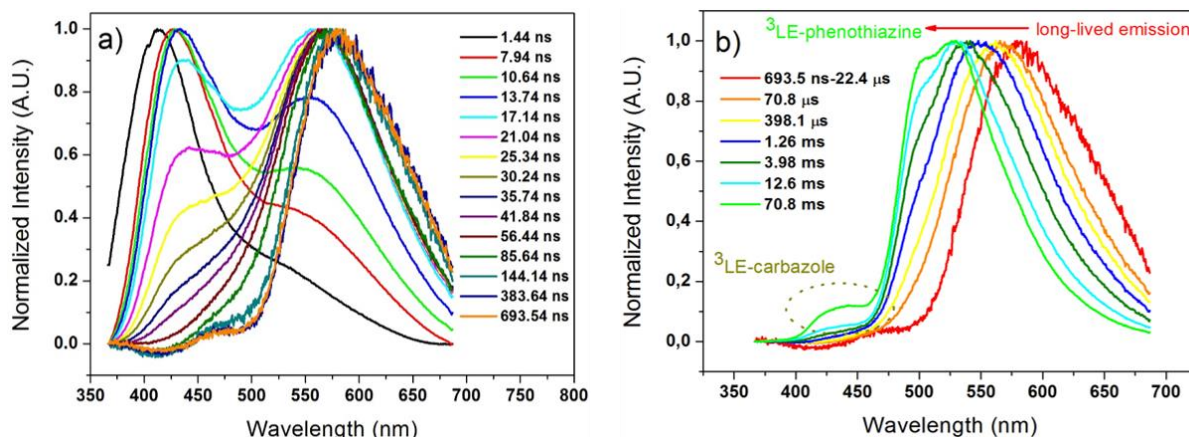 a)
Normalized Intensity (A.U.)
1.0
0.8
0.6
0.4
0.2
0.0
350 400 450 500 550 600 650 700 750 800
Wavelength (nm)
1.44 ns
7.94 ns
10.64 ns
13.74 ns
17.14 ns
21.04 ns
25.34 ns
30.24 ns
35.74 ns
41.84 ns
56.44 ns
85.64 ns
144.14 ns
383.64 ns
693.54 ns
b)
³LE-phenothiazine
long-lived emission
Normalized Intensity (A.U.)
1,0
0,8
0,6
0,4
0,2
0,0
693.5 ns-22.4 μs
70.8 μs
398.1 μs
1.26 ms
3.98 ms
12.6 ms
70.8 ms
³LE-carbazole
350 400 450 500 550 600 650 700
Wavelength (nm)